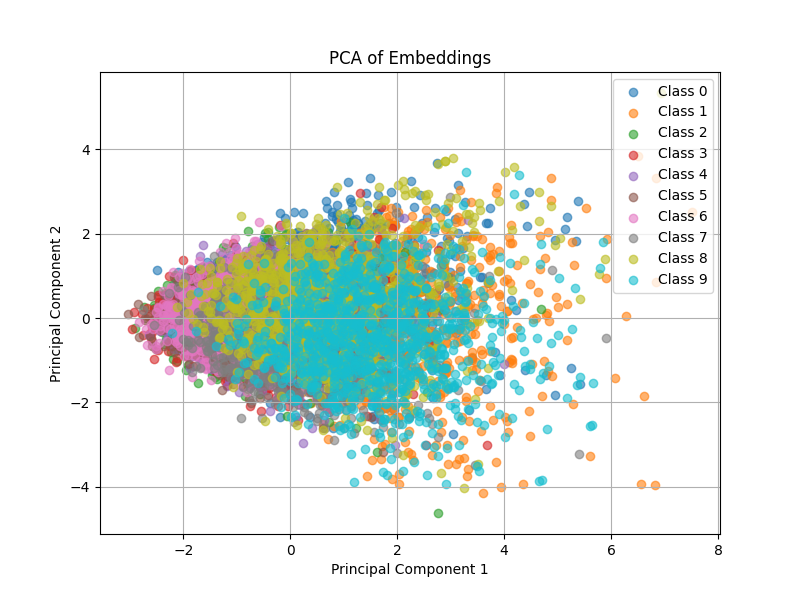 PCA of Embeddings
Class 0
Class 1
Class 2
Class 3
Class 4
Class 5
Class 6
Class 7
Class 8
Class 9
4
2
0
−2
−4
Principal Component 2
−2 0 2 4 6 8
Principal Component 1